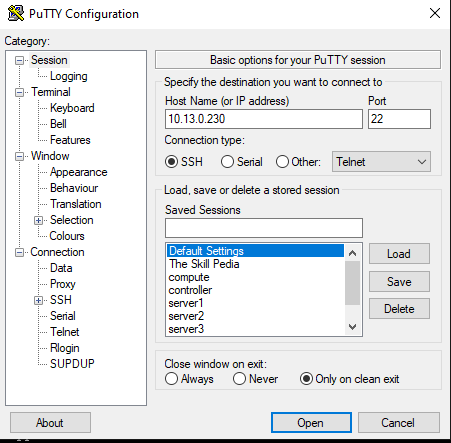 PuTTY Configuration
Category:
Session
Logging
Terminal
Keyboard
Bell
Features
Window
Appearance
Behaviour
Translation
Selection
Colours
Connection
Data
Proxy
SSH
Serial
Telnet
Rlogin
SUPDUP
Basic options for your PuTTY session
Specify the destination you want to connect to
Host Name (or IP address) Port
10.13.0.230 22
Connection type:
SSH Serial Other: Telnet
Load, save or delete a stored session
Saved Sessions
Default Settings
The Skill Pedia
compute
controller
server1
server2
server3
Load
Save
Delete
Close window on exit:
Always Never Only on clean exit
About Open Cancel